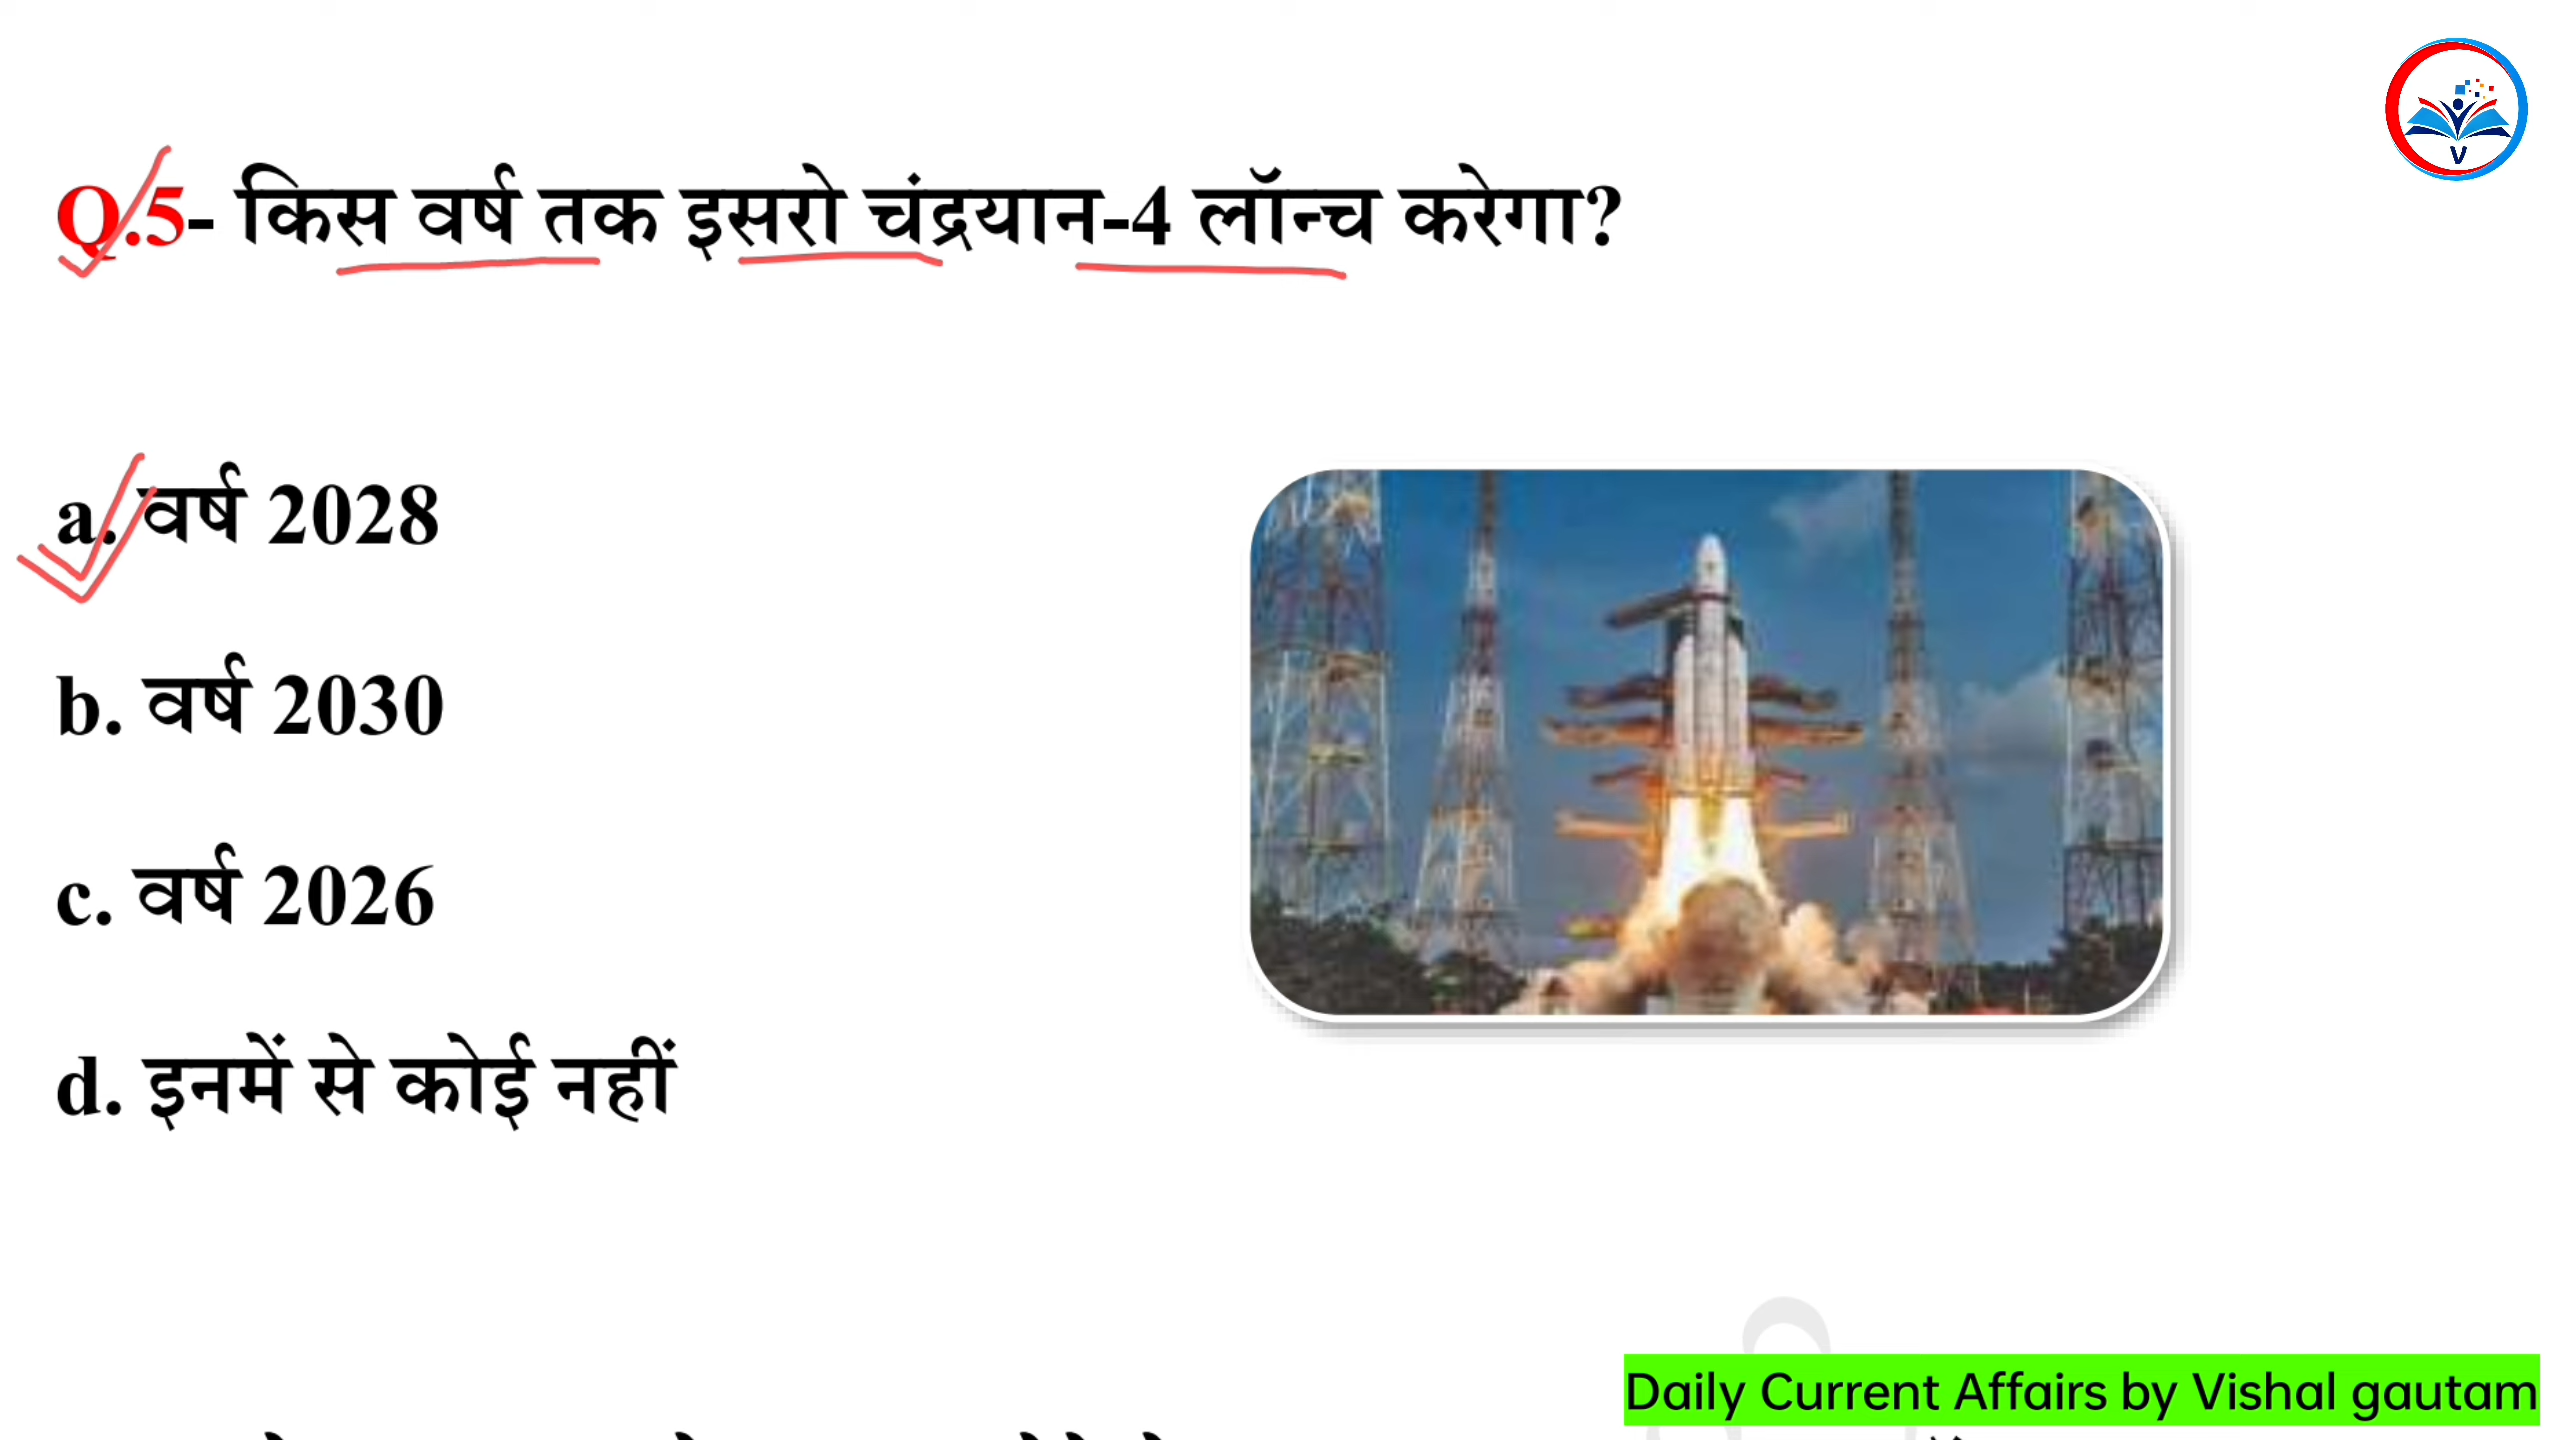 Q.5- किस वर्ष तक इसरो चंद्रयान-4 लॉन्च करेगा?
a. वर्ष 2028
b. वर्ष 2030
c. वर्ष 2026
d. इनमें से कोई नहीं
V
Daily Current Affairs by Vishal gautam